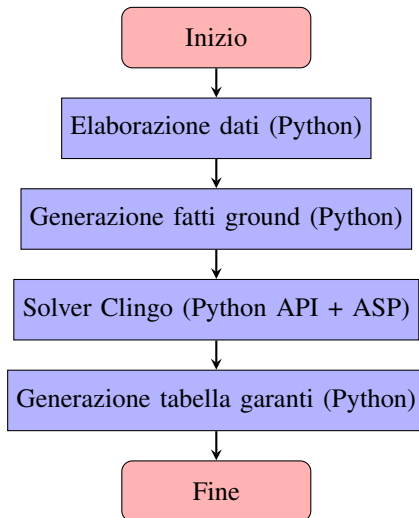 Inizio
Elaborazione dati (Python)
Generazione fatti ground (Python)
Solver Clingo (Python API + ASP)
Generazione tabella garanti (Python)
Fine